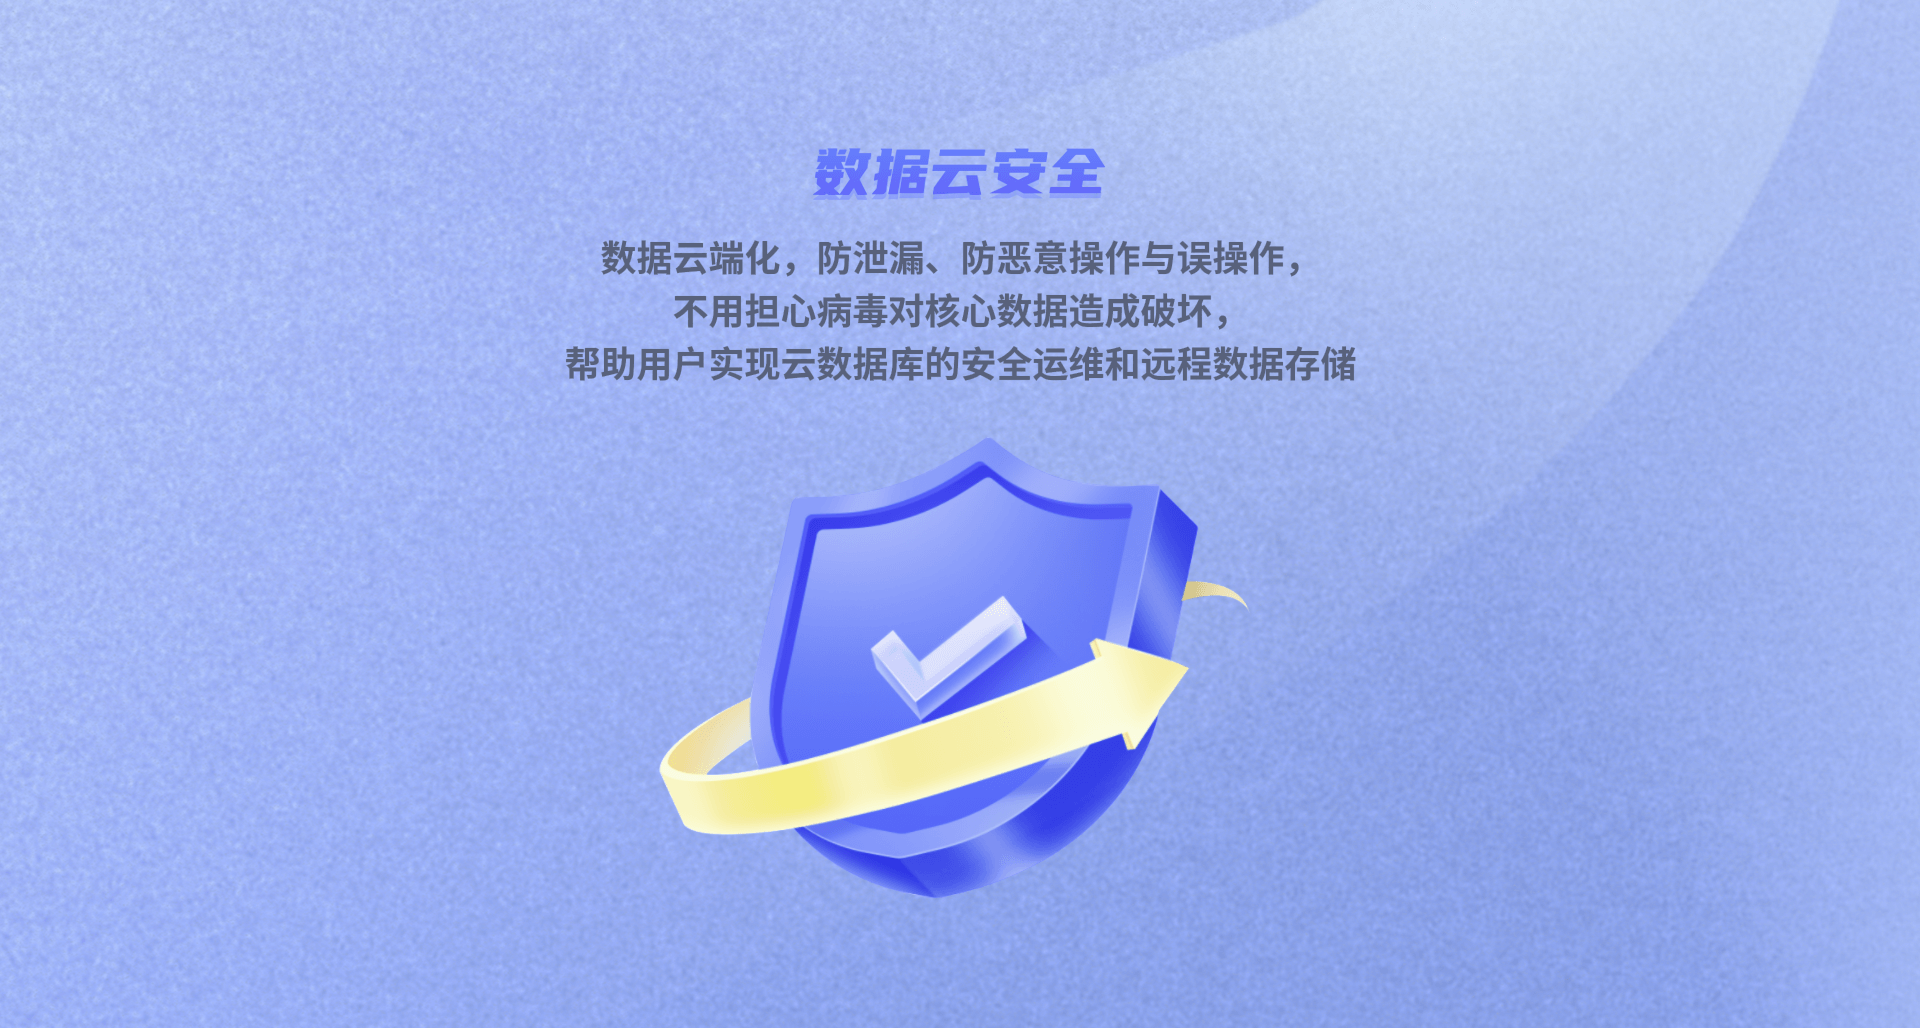 数据云安全
数据云端化，防泄漏、防恶意操作与误操作，
不用担心病毒对核心数据造成破坏，
帮助用户实现云数据库的安全运维和远程数据存储